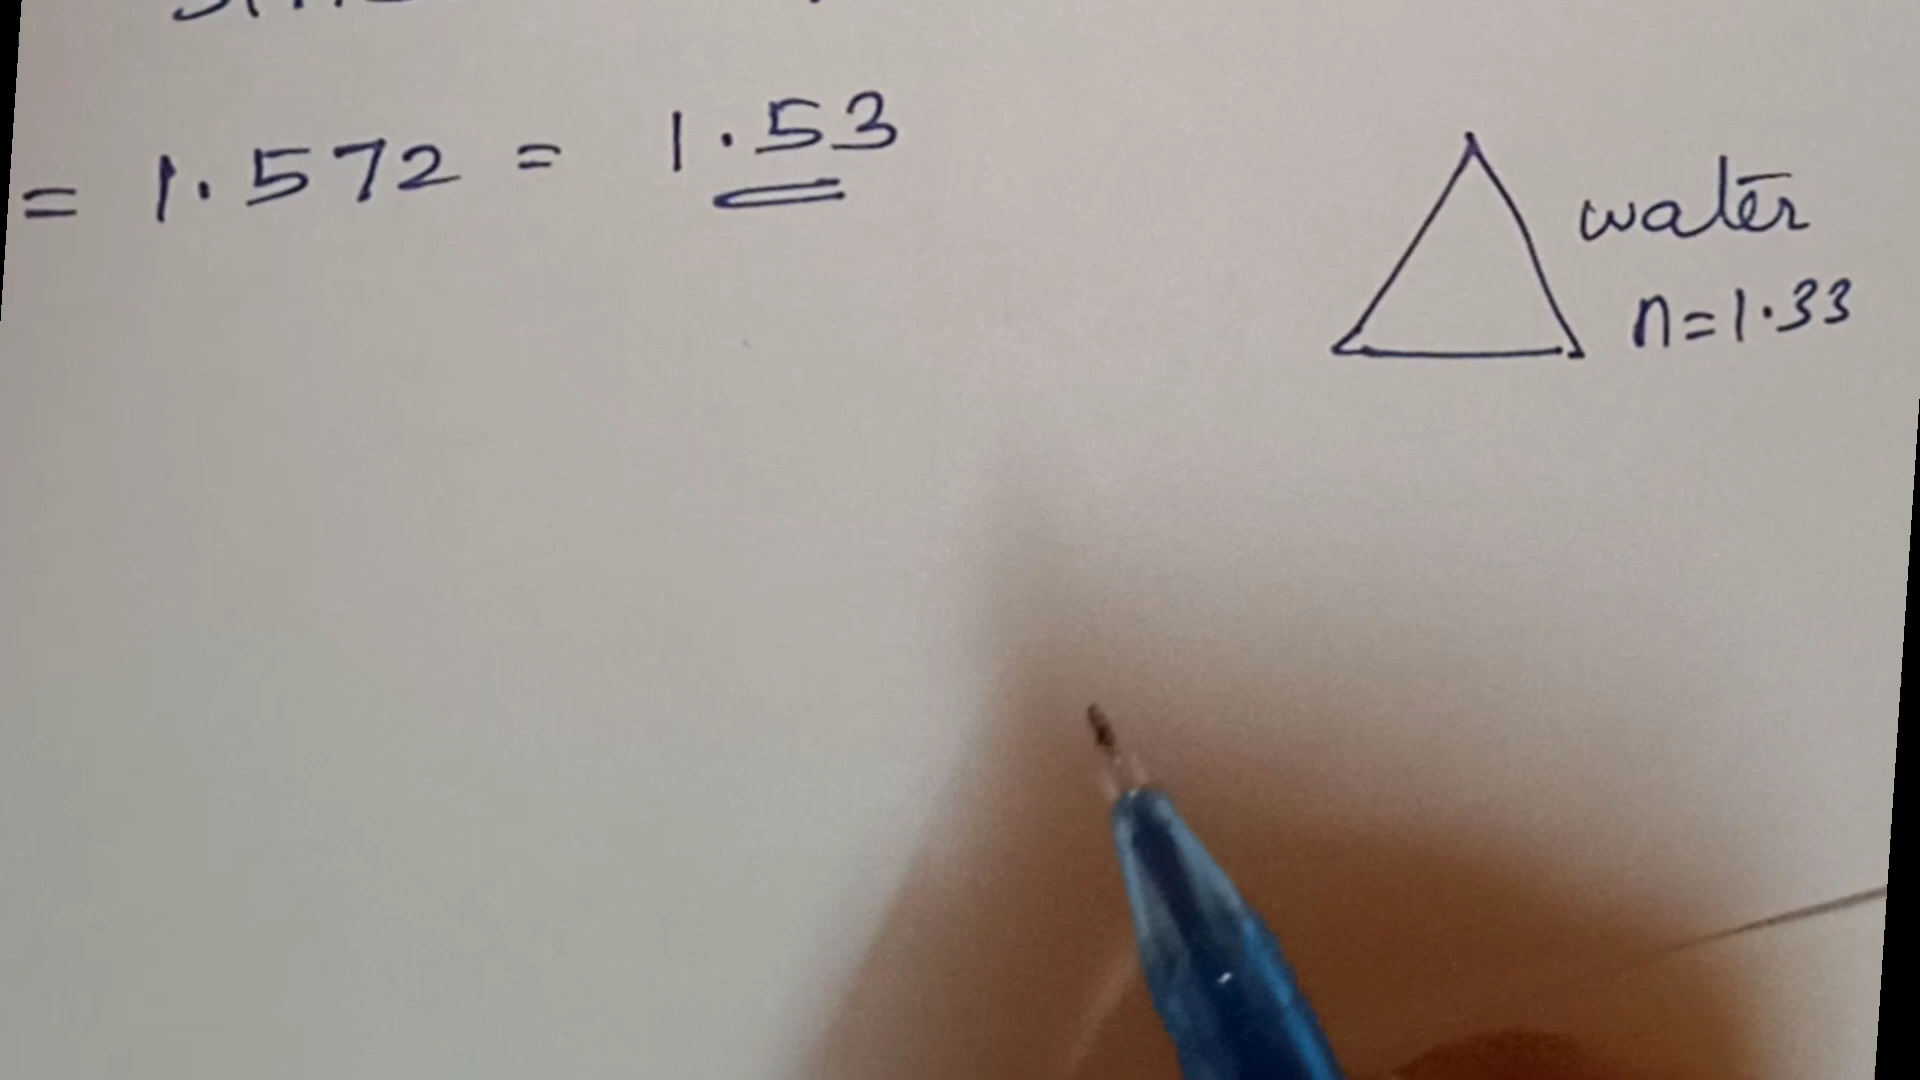 = 1.572 = 1.53
water
n=1.33